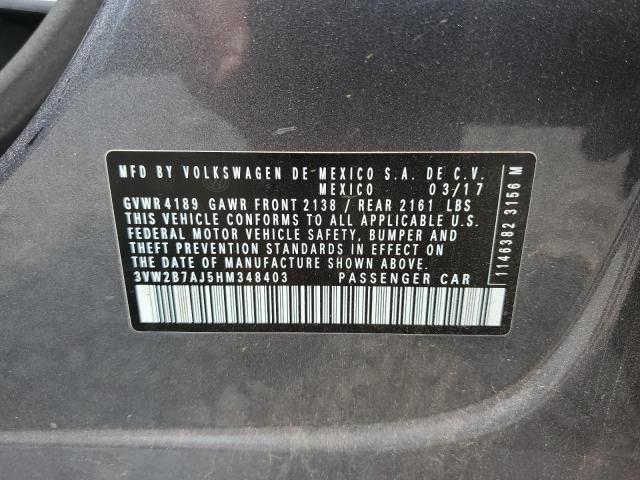 MFD BY VOLKSWAGEN DE MEXICO S.A. DE C.V.
MEXICO 03/17
GVWR4189 GAWR FRONT 2138 / REAR 2161 LBS
THIS VEHICLE CONFORMS TO ALL APPLICABLE U.S.
FEDERAL MOTOR VEHICLE SAFETY, BUMPER AND
THEFT PREVENTION STANDARDS IN EFFECT ON
THE DATE OF MANUFACTURE SHOWN ABOVE.
3VW2B7AJ5HM348403 PASSENGER CAR
1146382 3156 M